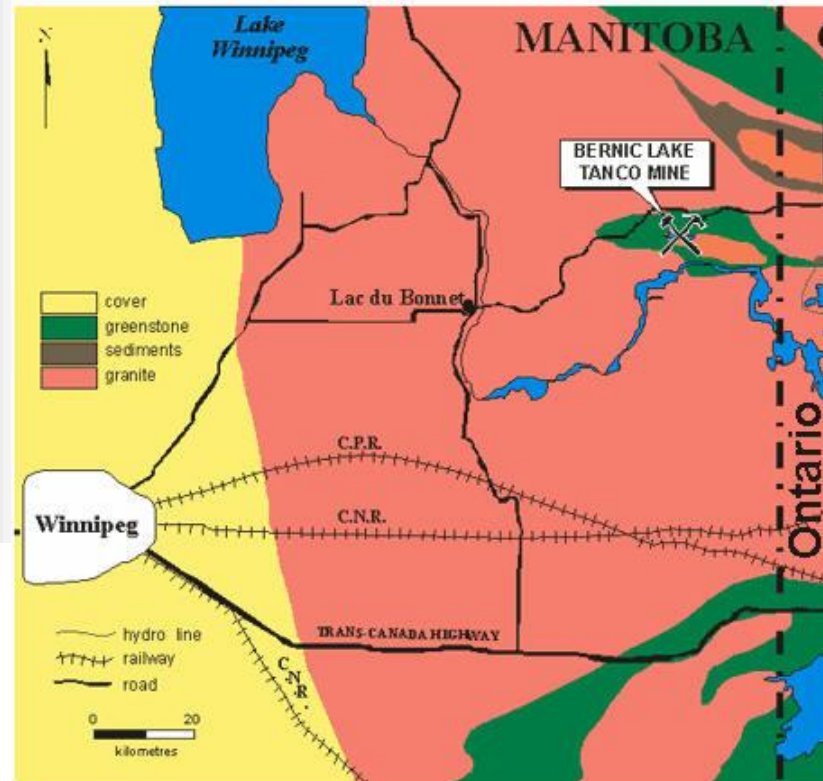 N
Lake
Winnipeg
MANITOBA
BERNIC LAKE
TANCO MINE
Lac du Bonnet
cover
greenstone
sediments
granite
C.P.R.
Ontario
Winnipeg
C.N.R.
hydro line
railway
road
TRANS-CANADA HIGHWAY
C.N.R.
0 20
kilometres